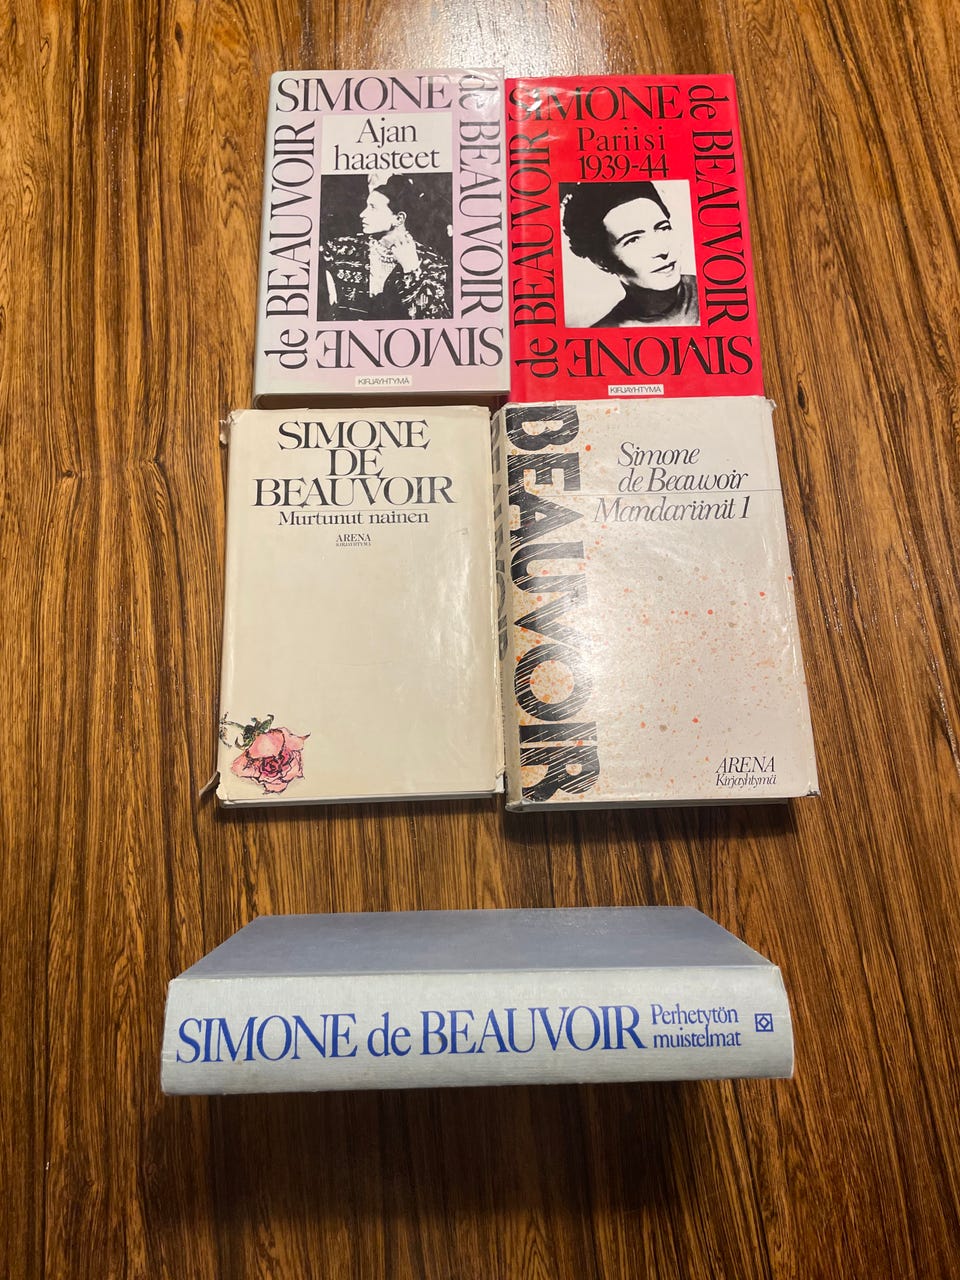 SIMONE
de BEAUVOIR
Ajan
haasteet
de BEAUVOIR
SIMONE
KIRJAYHTYMÄ
SIMONE
de BEAUVOIR
Pariisi
1939-44
de BEAUVOIR
SIMONE
KIRJAYHTYMÄ
SIMONE
DE
BEAUVOIR
Murtunut nainen
ARENA
KIRJAYHTYMÄ
BEAUVOIR
Simone
de Beauvoir
Mandariinit 1
ARENA
Kirjayhtymä
SIMONE de BEAUVOIR
Perhetytön
muistelmat